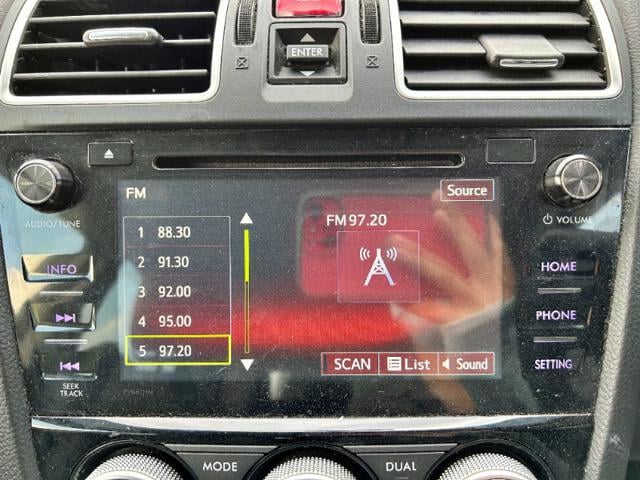 ENTER
FM
Source
AUDIO/TUNE
VOLUME
1 88.30
2 91.30
3 92.00
4 95.00
5 97.20
FM 97.20
INFO
HOME
PHONE
SCAN
List
Sound
SETTING
SEEK
TRACK
MODE
DUAL